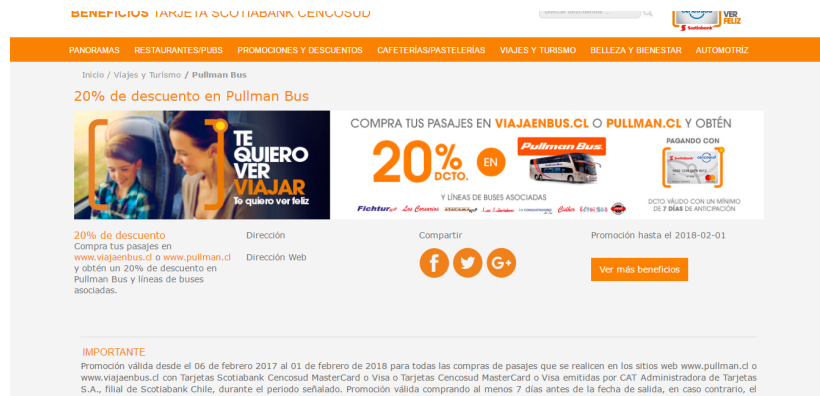 BENEFICIOS TARJETA SCOTIABANK CENCOSUD
cencosud
VER
FELIZ
Scotiabank
PANORAMAS RESTAURANTES/PUBS PROMOCIONES Y DESCUENTOS CAFETERÍAS/PASTELERÍAS VIAJES Y TURISMO BELLEZA Y BIENESTAR AUTOMOTRÍZ
Inicio / Viajes y Turismo / Pullman Bus
20% de descuento en Pullman Bus
TE
QUIERO
VER
VIAJAR
Te quiero ver feliz
COMPRA TUS PASAJES EN VIAJAENBUS.CL O PULLMAN.CL Y OBTÉN
20%
DCTO.
EN
Pullman Bus
PAGANDO CON
Scotiabank cencosud
Y LÍNEAS DE BUSES ASOCIADAS
Fichtur Los Corsarios
DCTO VÁLIDO CON UN MÍNIMO
DE 7 DÍAS DE ANTICIPACIÓN
20% de descuento
Compra tus pasajes en
www.viajaenbus.cl o www.pullman.cl
y obtén un 20% de descuento en
Pullman Bus y líneas de buses
asociadas.
Dirección
Dirección Web
Compartir
f G+
Promoción hasta el 2018-02-01
Ver más beneficios
IMPORTANTE
Promoción válida desde el 06 de febrero 2017 al 01 de febrero de 2018 para todas las compras de pasajes que se realicen en los sitios web www.pullman.cl o
www.viajaenbus.cl con Tarjetas Scotiabank Cencosud MasterCard o Visa o Tarjetas Cencosud MasterCard o Visa emitidas por CAT Administradora de Tarjetas
S.A., filial de Scotiabank Chile, durante el periodo señalado. Promoción válida comprando al menos 7 días antes de la fecha de salida, en caso contrario, el